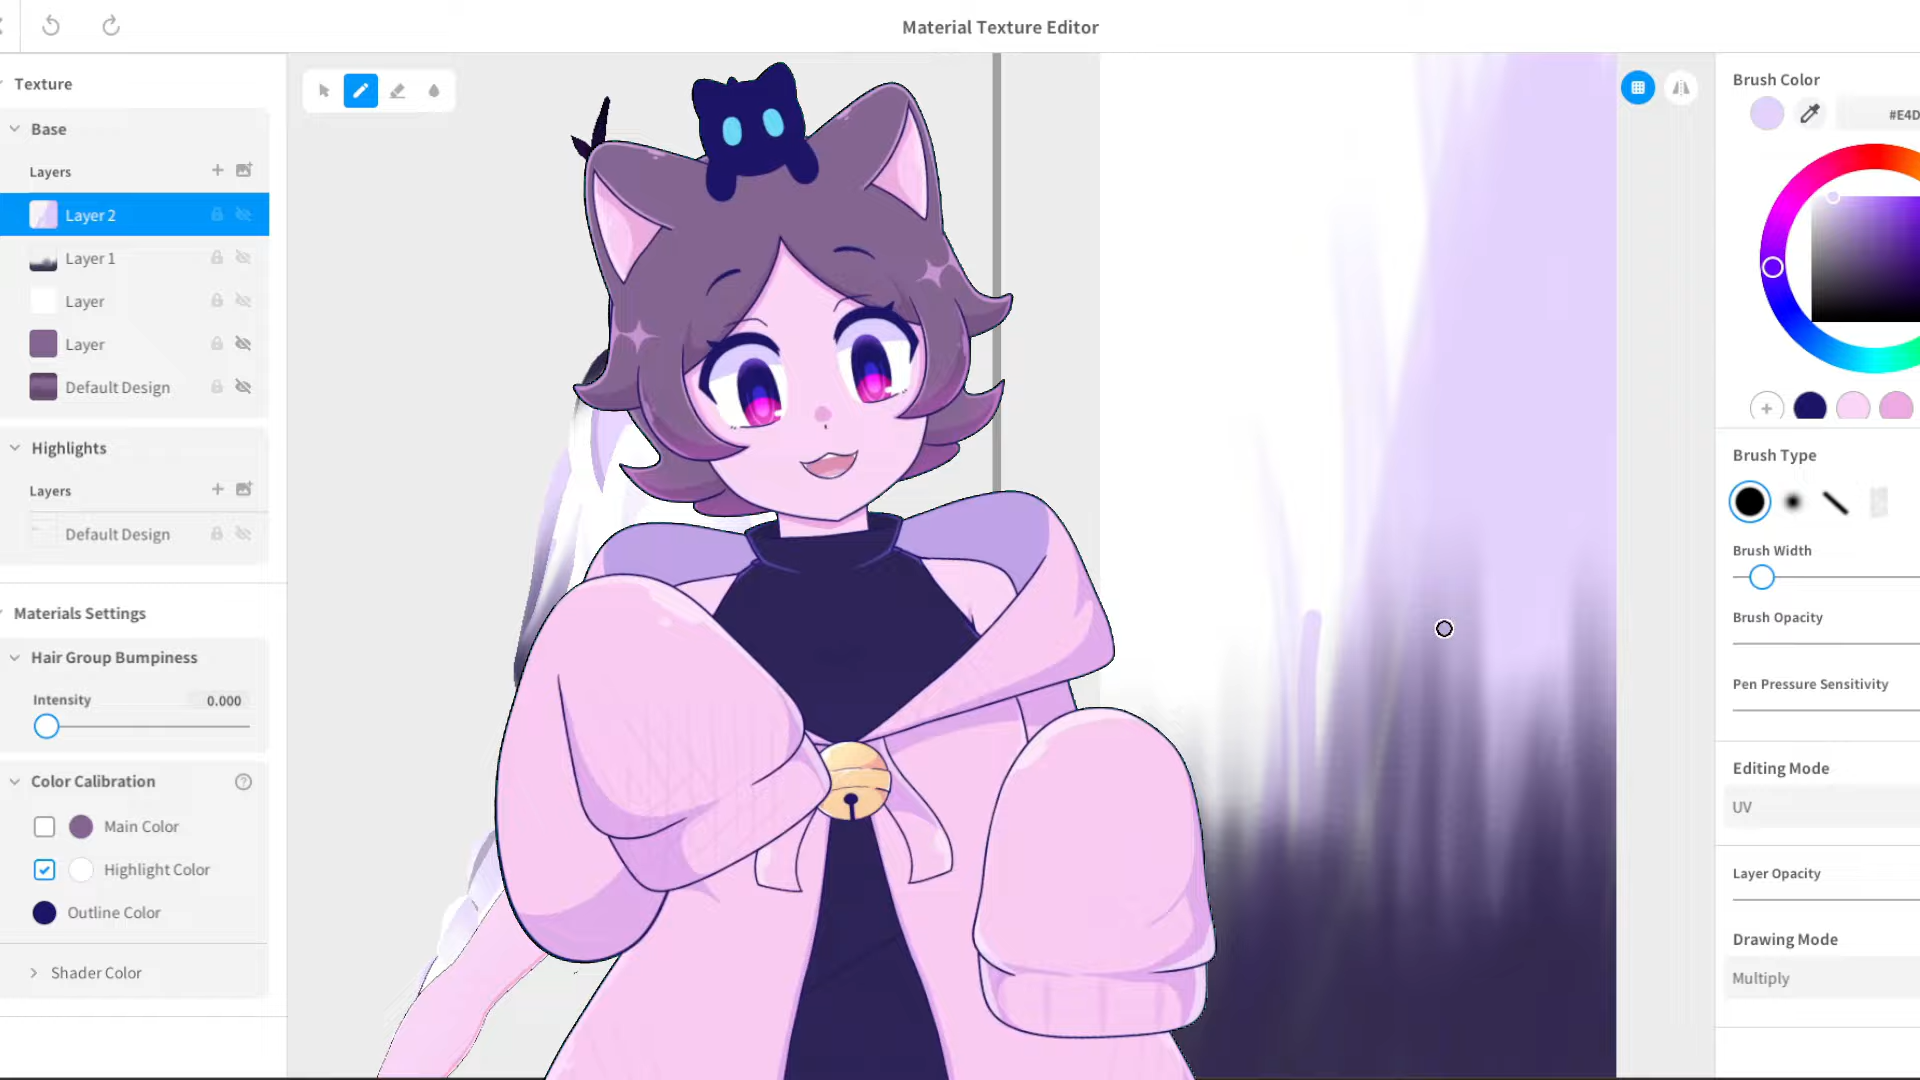 Material Texture Editor
Texture
Base
Layers
Layer 2
Layer 1
Layer
Layer
Default Design
Highlights
Layers
Default Design
Materials Settings
Hair Group Bumpiness
Intensity 0.000
Color Calibration
Main Color
Highlight Color
Outline Color
Shader Color
Brush Color
#E4D
Brush Type
Brush Width
Brush Opacity
Pen Pressure Sensitivity
Editing Mode
UV
Layer Opacity
Drawing Mode
Multiply